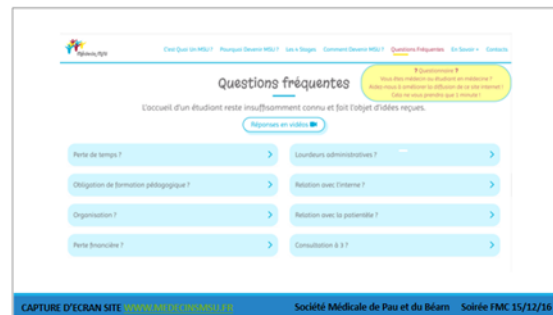 C'est Quoi Un MSU? Pourquoi Devenir MSU? Les 6 Stages Comment Devenir MSU? Questions Fréquentes En Savoir + Contacts
? Questionnaire ?
Vous êtes médecin ou étudiant en médecine ?
Aidez-nous à améliorer la diffusion de ce site internet !
Cela ne vous prendra que 1 minute !
Questions fréquentes
L'accueil d'un étudiant reste insuffisamment connu et fait l'objet d'idées reçues.
Réponses en vidéos
Perte de temps ?
Lourdeurs administratives ?
Obligation de formation pédagogique ?
Relation avec l'interne ?
Organisation ?
Relation avec la patientèle ?
Perte financière ?
Consultation à 3 ?
CAPTURE D'ECRAN SITE WWW.MEDECINSMSU.FR Société Médicale de Pau et du Béarn Soirée FMC 15/12/16